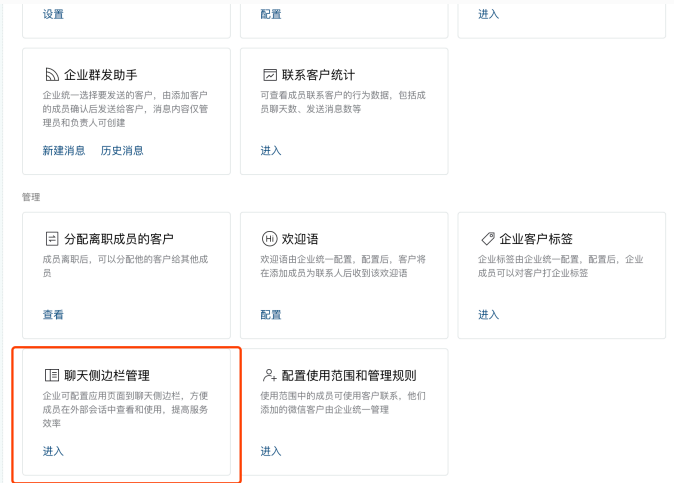 设置
配置
进入
企业群发助手
企业统一选择要发送的客户，由添加客户
的成员确认后发送给客户，消息内容仅管
理员和负责人可创建
新建消息 历史消息
联系客户统计
可查看成员联系客户的行为数据，包括成
员聊天数、发送消息数等
进入
管理
分配离职成员的客户
成员离职后，可以分配他的客户给其他成
员
查看
Hi 欢迎语
欢迎语由企业统一配置，配置后，客户将
在添加成员为联系人后收到该欢迎语
配置
企业客户标签
企业标签由企业统一配置，配置后，企业
成员可以对客户打企业标签
进入
聊天侧边栏管理
企业可配置应用页面到聊天侧边栏，方便
成员在外部会话中查看和使用，提高服务
效率
进入
配置使用范围和管理规则
使用范围中的成员可使用客户联系，他们
添加的微信客户由企业统一管理
进入